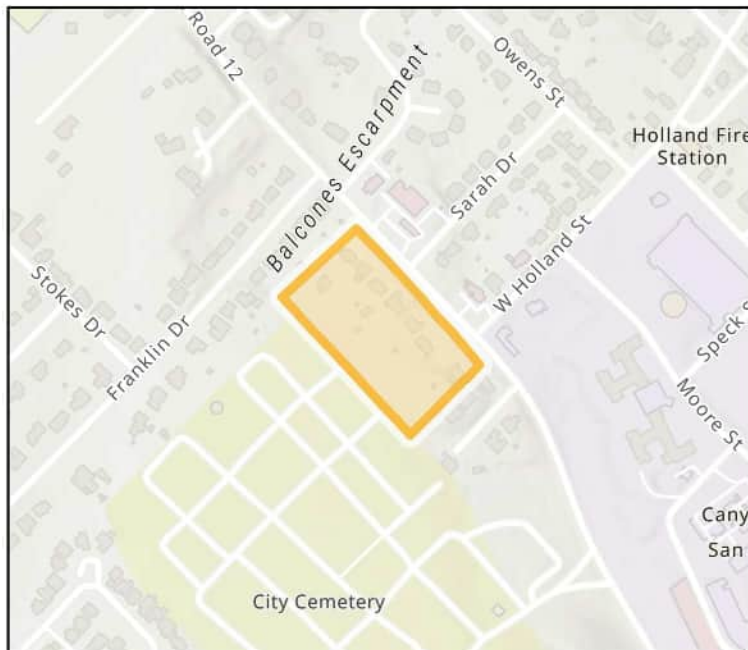 Road 12
Owens St
Balcones Escarpment
Holland Fire
Station
Sarah Dr
W Holland St
Stokes Dr
Franklin Dr
Speck S
Moore St
Cany
San
City Cemetery